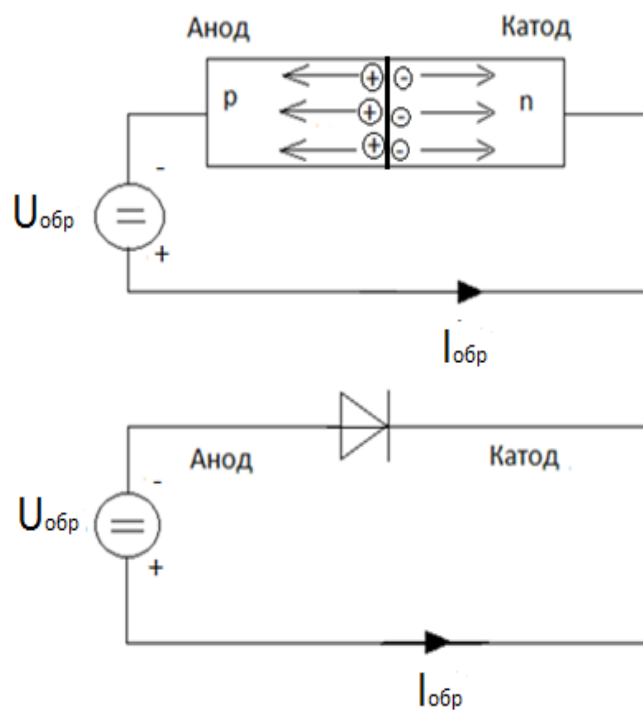 Анод Катод
p + - n
+ -
+ -
-
Uобр
+
Iобр
Анод Катод
-
Uобр
+
Iобр